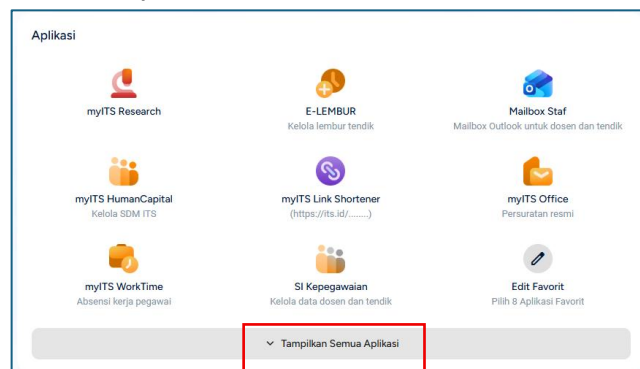 Aplikasi
myITS Research
E-LEMBUR
Kelola lembur tendik
Mailbox Staf
Mailbox Outlook untuk dosen dan tendik
myITS HumanCapital
Kelola SDM ITS
myITS Link Shortener
(https://its.id/........)
myITS Office
Persuratan resmi
myITS WorkTime
Absensi kerja pegawai
SI Kepegawaian
Kelola data dosen dan tendik
Edit Favorit
Pilih 8 Aplikasi Favorit
Tampilkan Semua Aplikasi